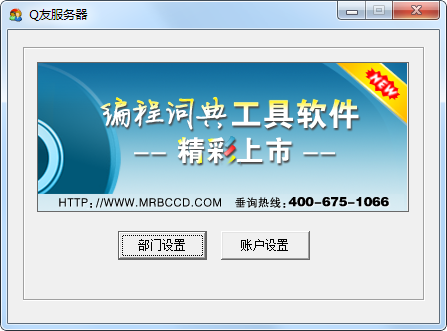 Q友服务器
NEW
编程词典工具软件
-- 精彩上市 --
HTTP://WWW.MRBCCD.COM 垂询热线:400-675-1066
部门设置 账户设置